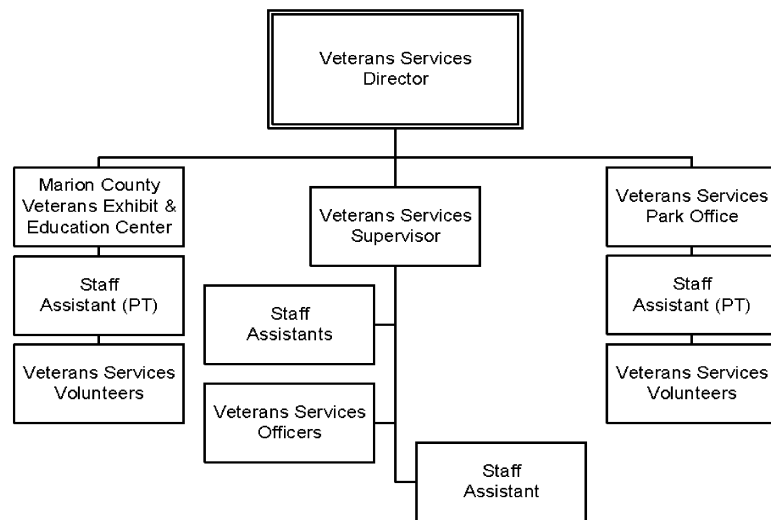 Veterans Services
Director
Marion County
Veterans Exhibit &
Education Center
Veterans Services
Supervisor
Veterans Services
Park Office
Staff
Assistant (PT)
Staff
Assistants
Staff
Assistant (PT)
Veterans Services
Volunteers
Veterans Services
Officers
Veterans Services
Volunteers
Staff
Assistant